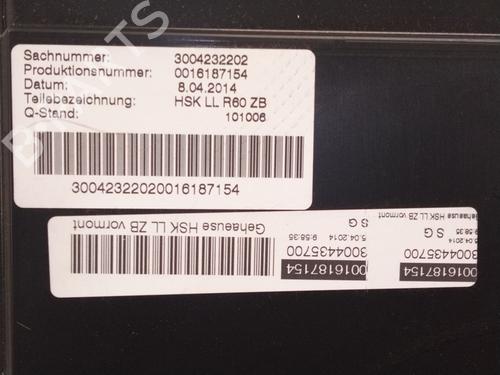 Sachnummer: 3004232202
Produktionsnummer: 0016187154
Datum: 8.04.2014
Teilebezeichnung: HSK LL R60 ZB
Q-Stand: 101006
30042322020016187154
Gehaeuse HSK LL ZB vormont
S G
5.04.2014 9:58:35
3004435700
0016187154
Gehaeuse HSK LL ZB vormont
9:58:35
S G
5.04.2014
3004435700
0016187154